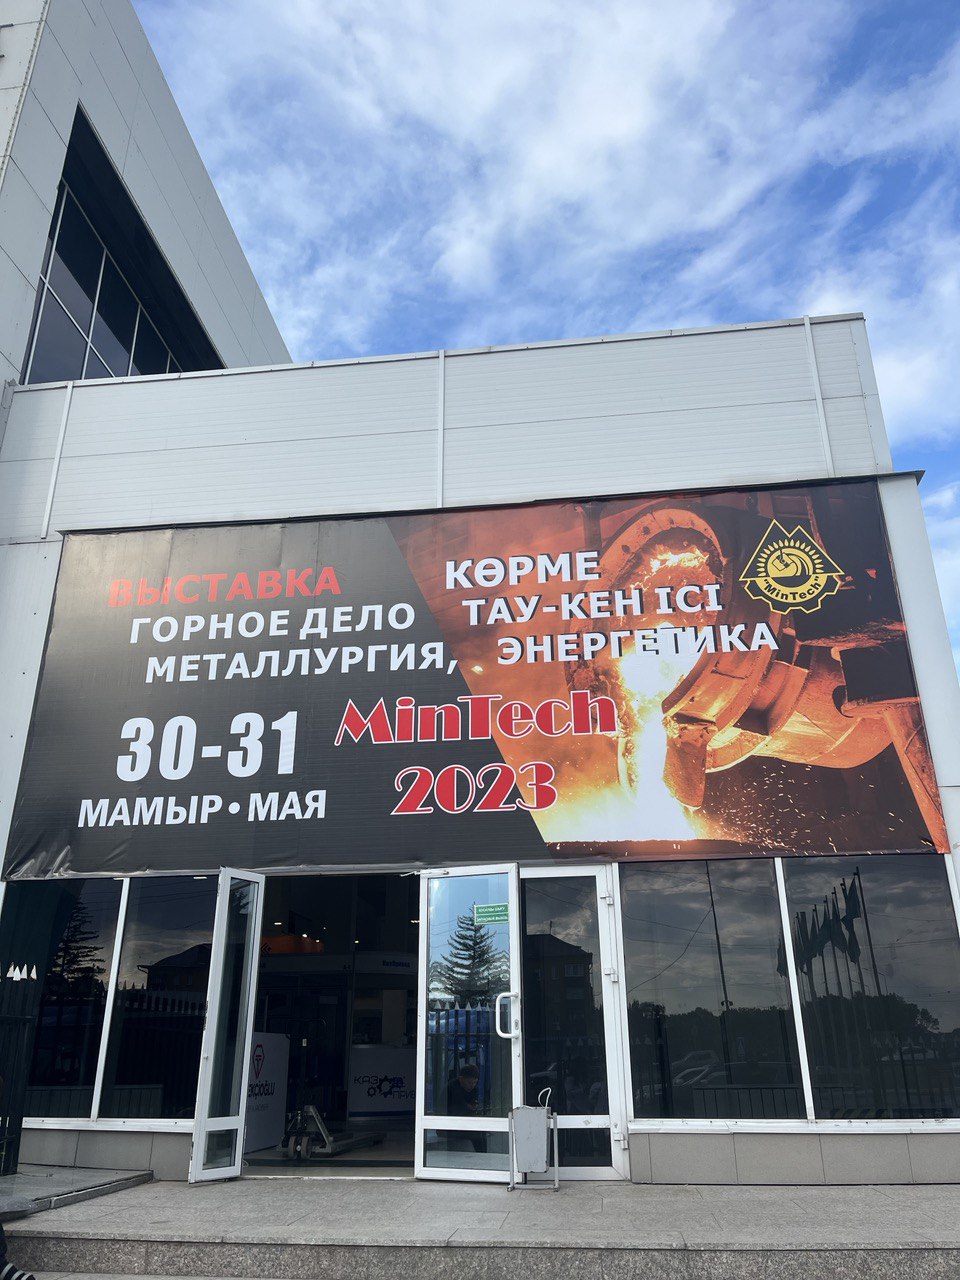 ВЫСТАВКА
ГОРНОЕ ДЕЛО
МЕТАЛЛУРГИЯ,
КӨРМЕ
ТАУ-КЕН ІСІ
ЭНЕРГЕТИКА
30-31
МАМЫР • МАЯ
MinTech
2023
"MinTech"